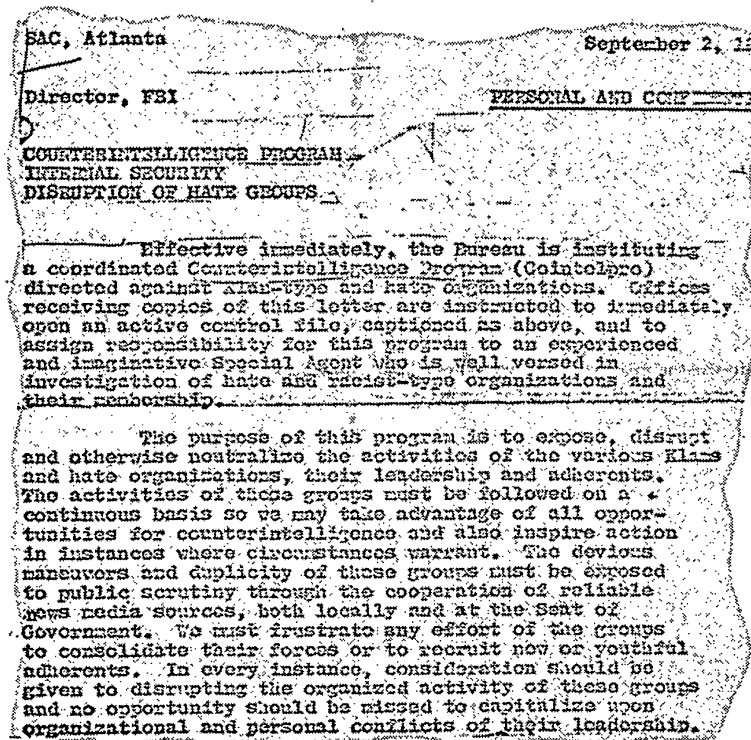 SAC, Atlanta
September 2, 19
Director, FBI
PERSONAL AND CONF
COUNTERINTELLIGENCE PROGRAM
INTERNAL SECURITY
DISRUPTION OF HATE GROUPS
Effective immediately, the Bureau is instituting
a coordinated Counterintelligence Program (Cointelpro)
directed against Klan-type and hate organizations. Offices
receiving copies of this letter are instructed to immediately
open an active control file, captioned as above, and to
assign responsibility for this program to an experienced
and imaginative Special Agent who is well versed in
investigation of hate and racist-type organizations and
their membership.
The purpose of this program is to expose, disrupt
and otherwise neutralize the activities of the various Klans
and hate organizations, their leadership and adherents.
The activities of these groups must be followed on a
continuous basis so we may take advantage of all oppor-
tunities for counterintelligence and also inspire action
in instances where circumstances warrant. The devious
maneuvers and duplicity of these groups must be exposed
to public scrutiny through the cooperation of reliable
news media sources, both locally and at the Seat of
Government. We must frustrate any effort of the groups
to consolidate their forces or to recruit new or youthful
adherents. In every instance, consideration should be
given to disrupting the organized activity of these groups
and no opportunity should be missed to capitalize upon
organizational and personal conflicts of their leadership.